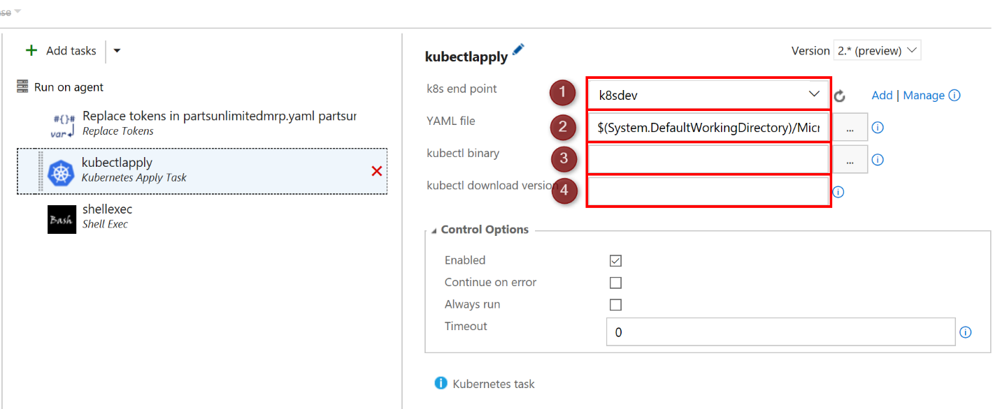 Add tasks
Run on agent
#{}#
var
Replace tokens in partsunlimitedmrp.yaml partsur
Replace Tokens
kubectlapply
Kubernetes Apply Task
Bash
shellexec
Shell Exec
kubectlapply
Version 2.* (preview)
k8s end point 1 k8sdev Add | Manage
YAML file 2 $(System.DefaultWorkingDirectory)/Micr ...
kubectl binary 3 ...
kubectl download version 4
Control Options
Enabled
Continue on error
Always run
Timeout 0
Kubernetes task